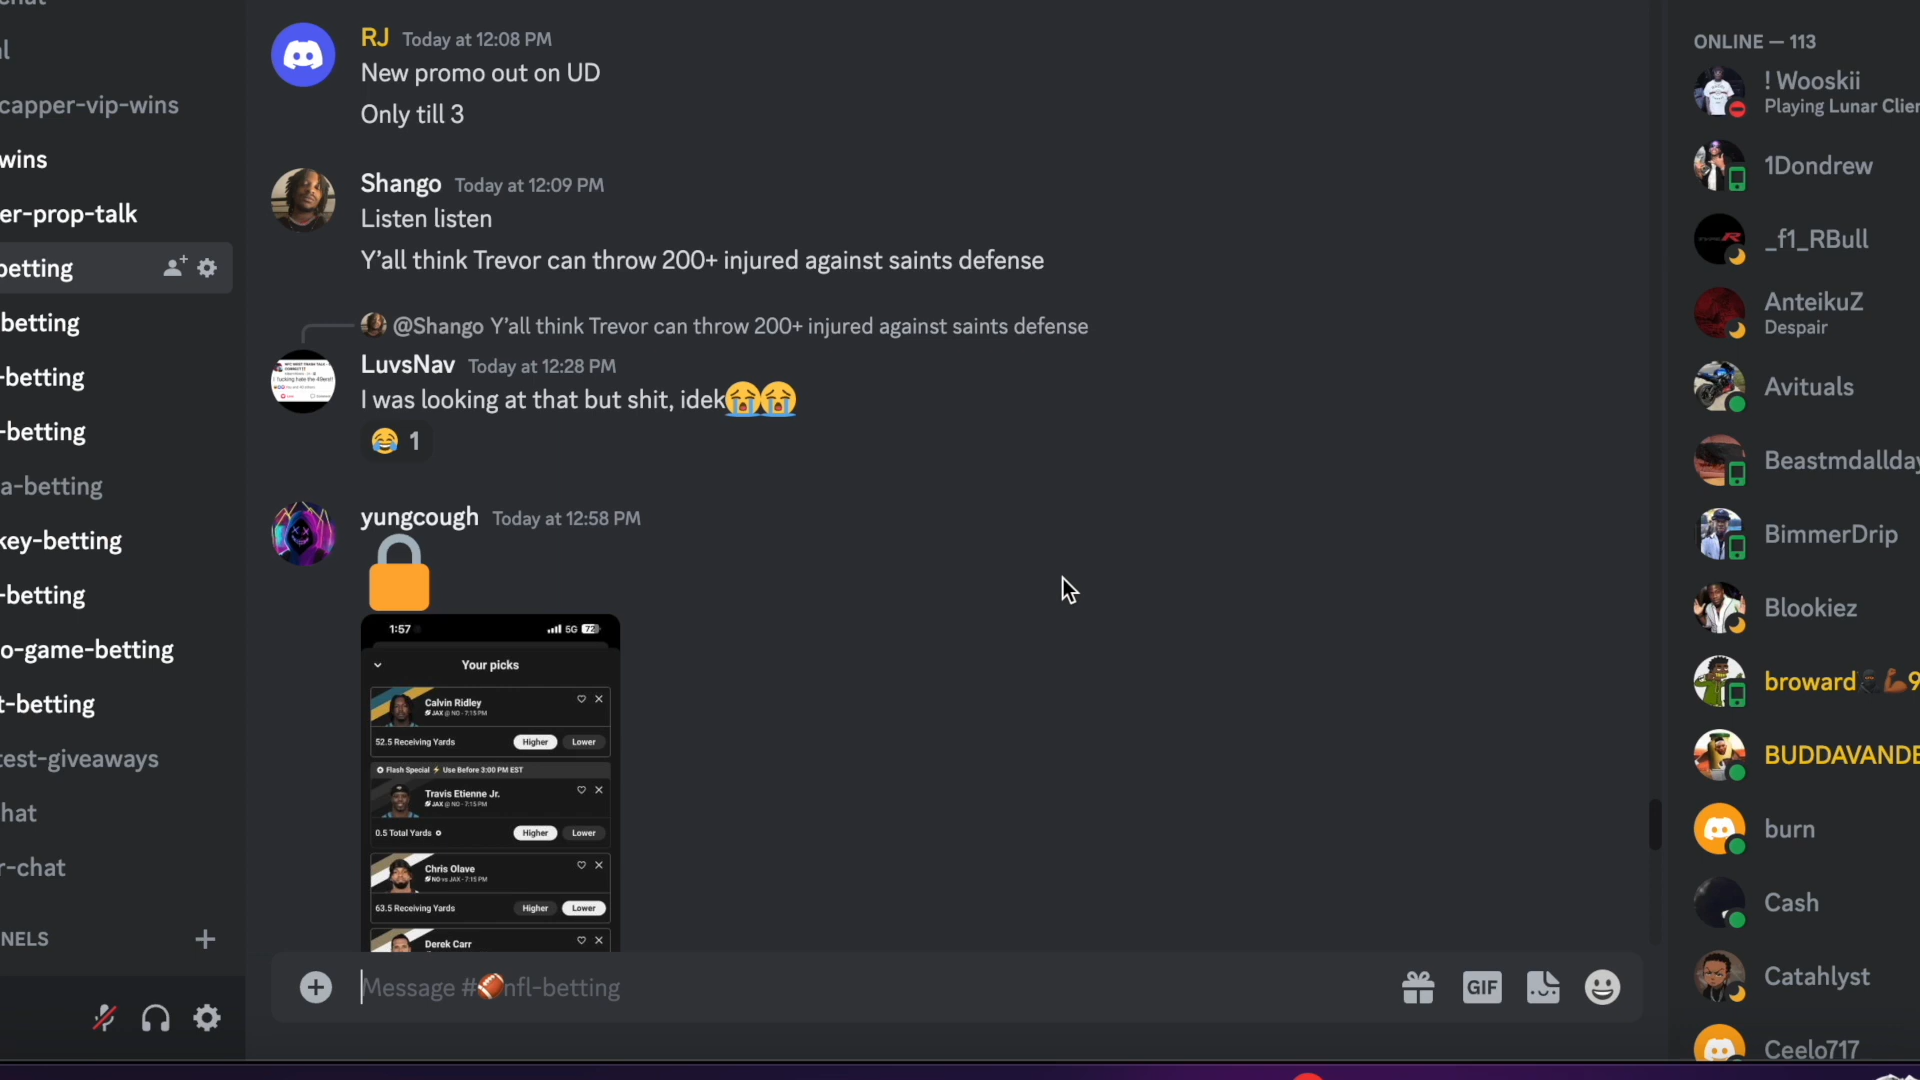 chat
al
capper-vip-wins
wins
er-prop-talk
betting
betting
-betting
-betting
a-betting
key-betting
-betting
o-game-betting
t-betting
test-giveaways
hat
r-chat
NELS
RJ Today at 12:08 PM
New promo out on UD
Only till 3
Shango Today at 12:09 PM
Listen listen
Y'all think Trevor can throw 200+ injured against saints defense
@Shango Y'all think Trevor can throw 200+ injured against saints defense
LuvsNav Today at 12:28 PM
I was looking at that but shit, idek😭😭
😂 1
yungcough Today at 12:58 PM
🔒
1:57 5G 72
Your picks
Calvin Ridley
JAX @ NO - 7:15 PM
52.5 Receiving Yards Higher Lower
Flash Special ⚡ Use Before 3:00 PM EST
Travis Etienne Jr.
JAX @ NO - 7:15 PM
0.5 Total Yards Higher Lower
Chris Olave
NO vs JAX - 7:15 PM
63.5 Receiving Yards Higher Lower
Derek Carr
Message #🏈nfl-betting
GIF
ONLINE — 113
! Wooskii
Playing Lunar Clien
1Dondrew
_f1_RBull
AnteikuZ
Despair
Avituals
Beastmdallday
BimmerDrip
Blookiez
broward 9
BUDDAVANDE
burn
Cash
Catahlyst
Ceelo717